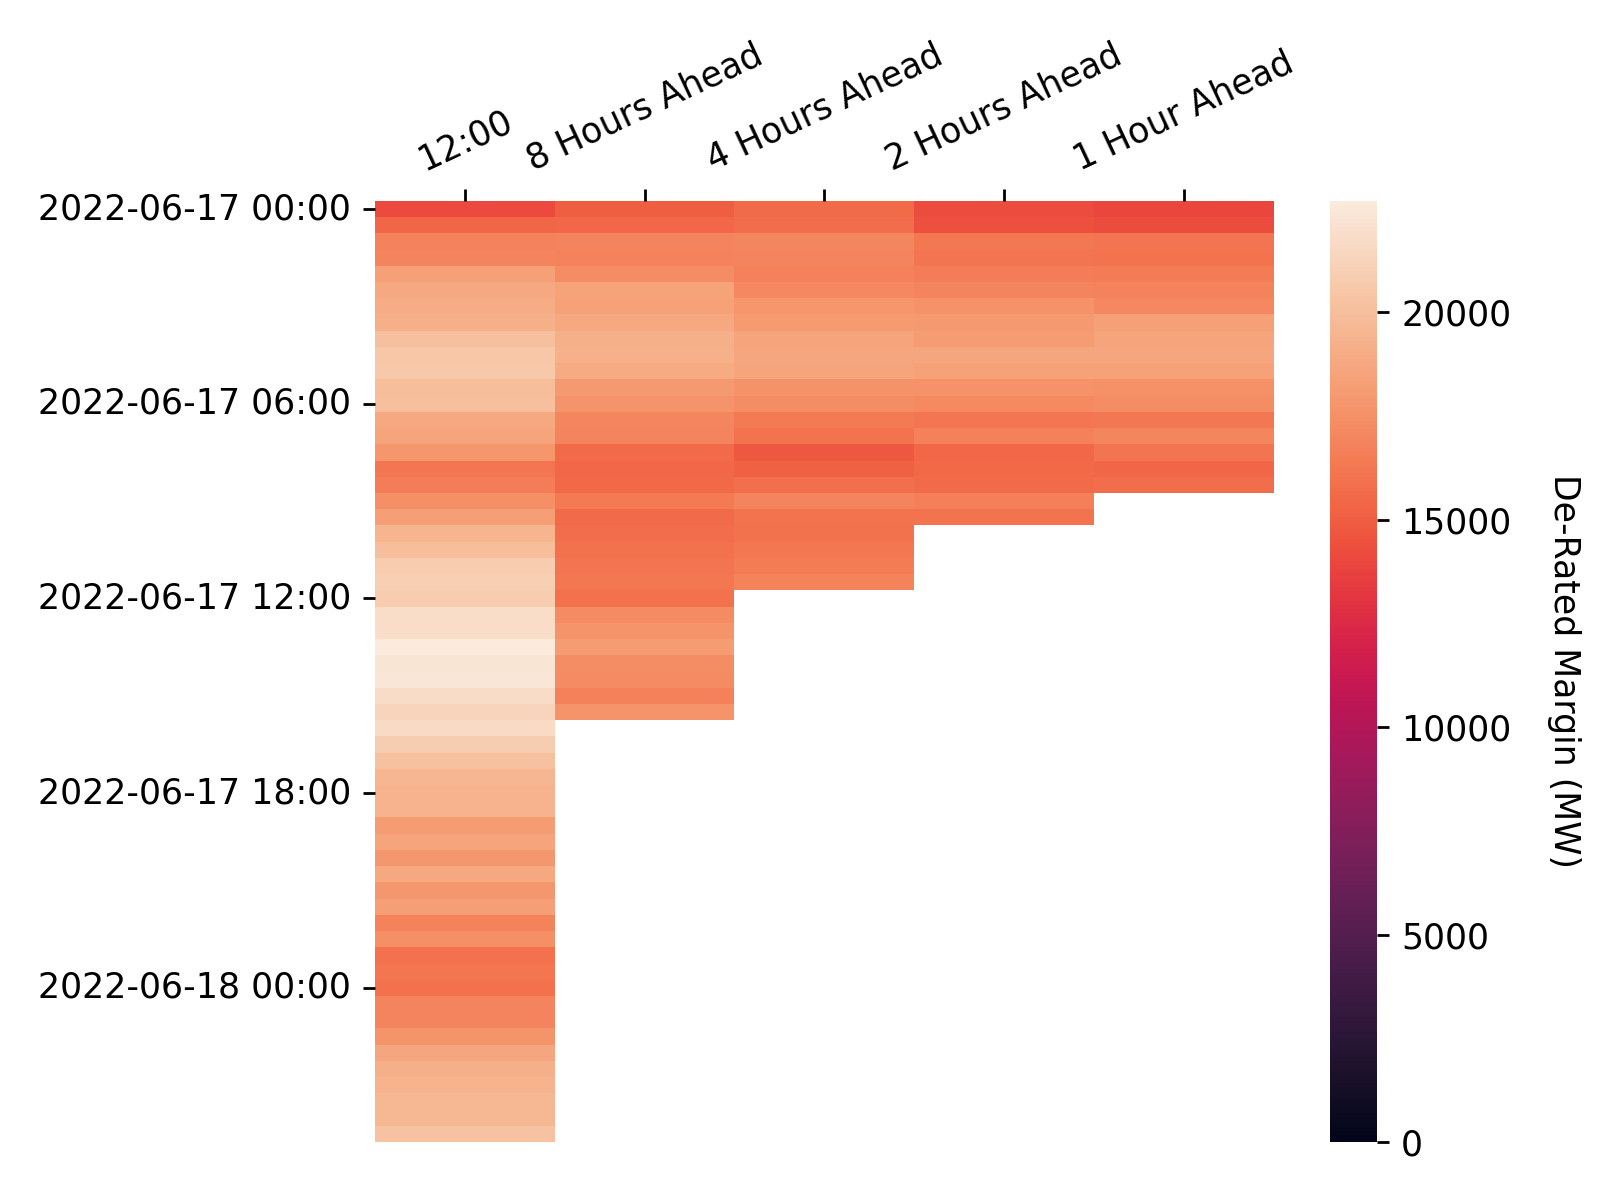 12:00
8 Hours Ahead
4 Hours Ahead
2 Hours Ahead
1 Hour Ahead
2022-06-17 00:00
2022-06-17 06:00
2022-06-17 12:00
2022-06-17 18:00
2022-06-18 00:00
20000
15000
10000
5000
0
De-Rated Margin (MW)